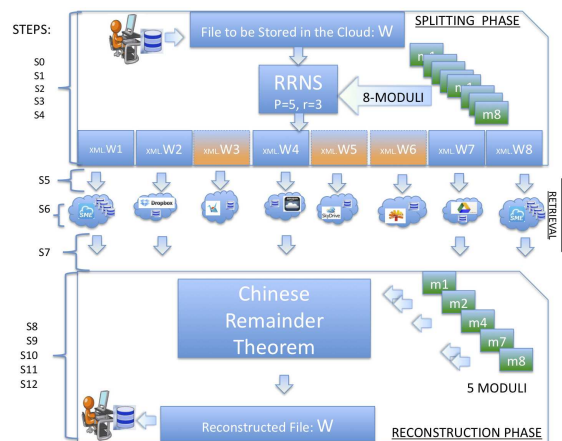 STEPS:
SPLITTING PHASE
File to be Stored in the Cloud: W
S0
S1
S2
S3
S4
RRNS
P=5, r=3
8-MODULI
m8
XML.W1
XML.W2
XML.W3
XML.W4
XML.W5
XML.W6
XML.W7
XML.W8
S5
S6
SME
Dropbox
SkyDrive
SME
RETRIEVAL
S7
S8
S9
S10
S11
S12
Chinese
Remainder
Theorem
m1
m2
m4
m7
m8
5 MODULI
Reconstructed File: W
RECONSTRUCTION PHASE